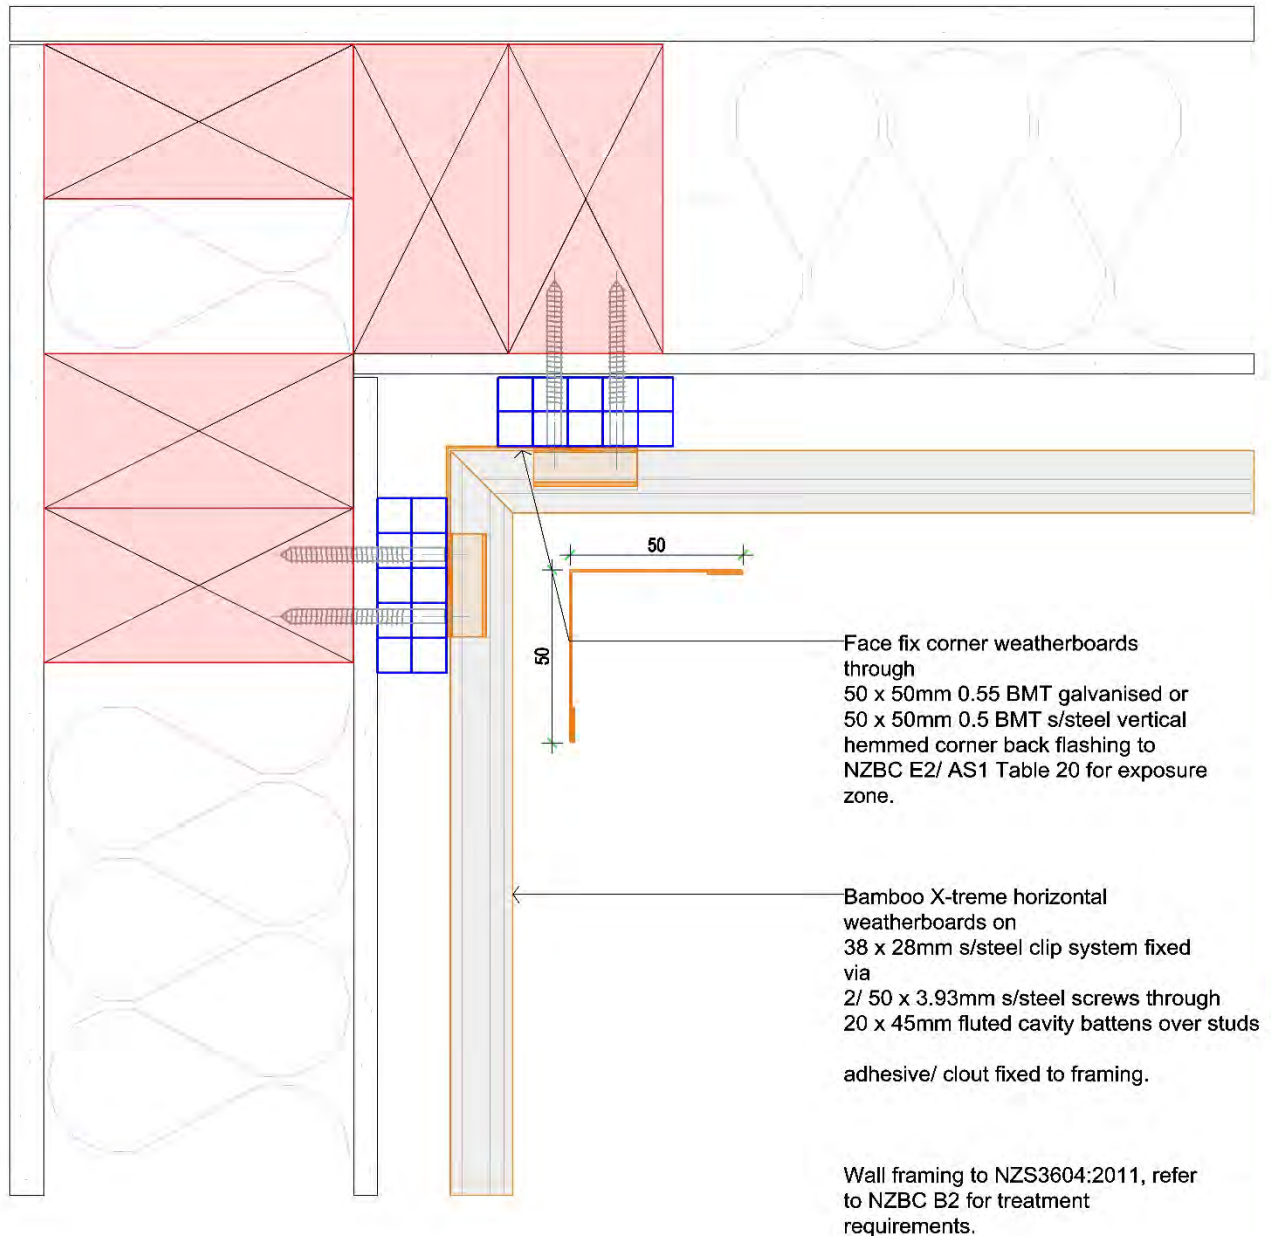 50
50
Face fix corner weatherboards
through
50 x 50mm 0.55 BMT galvanised or
50 x 50mm 0.5 BMT s/steel vertical
hemmed corner back flashing to
NZBC E2/ AS1 Table 20 for exposure
zone.
Bamboo X-treme horizontal
weatherboards on
38 x 28mm s/steel clip system fixed
via
2/ 50 x 3.93mm s/steel screws through
20 x 45mm fluted cavity battens over studs
adhesive/ clout fixed to framing.
Wall framing to NZS3604:2011, refer
to NZBC B2 for treatment
requirements.